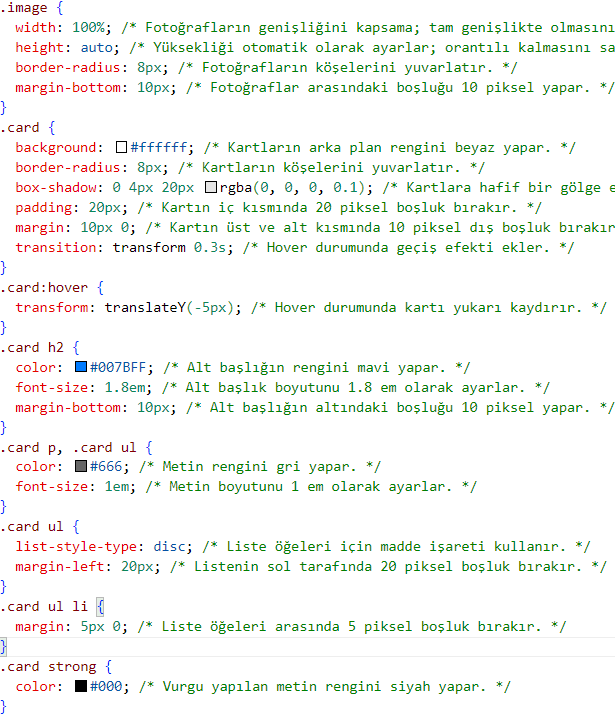 .image {
width: 100%; /* Fotoğrafların genişliğini kapsama; tam genişlikte olmasını
height: auto; /* Yüksekliği otomatik olarak ayarlar; orantılı kalmasını sa
border-radius: 8px; /* Fotoğrafların köşelerini yuvarlatır. */
margin-bottom: 10px; /* Fotoğraflar arasındaki boşluğu 10 piksel yapar. */
}
.card {
background: #ffffff; /* Kartların arka plan rengini beyaz yapar. */
border-radius: 8px; /* Kartların köşelerini yuvarlatır. */
box-shadow: 0 4px 20px rgba(0, 0, 0, 0.1); /* Kartlara hafif bir gölge e
padding: 20px; /* Kartın iç kısmında 20 piksel boşluk bırakır. */
margin: 10px 0; /* Kartın üst ve alt kısmında 10 piksel dış boşluk bırakır
transition: transform 0.3s; /* Hover durumunda geçiş efekti ekler. */
}
.card:hover {
transform: translateY(-5px); /* Hover durumunda kartı yukarı kaydırır. */
}
.card h2 {
color: #007BFF; /* Alt başlığın rengini mavi yapar. */
font-size: 1.8em; /* Alt başlık boyutunu 1.8 em olarak ayarlar. */
margin-bottom: 10px; /* Alt başlığın altındaki boşluğu 10 piksel yapar. */
}
.card p, .card ul {
color: #666; /* Metin rengini gri yapar. */
font-size: 1em; /* Metin boyutunu 1 em olarak ayarlar. */
}
.card ul {
list-style-type: disc; /* Liste öğeleri için madde işareti kullanır. */
margin-left: 20px; /* Listenin sol tarafında 20 piksel boşluk bırakır. */
}
.card ul li {
margin: 5px 0; /* Liste öğeleri arasında 5 piksel boşluk bırakır. */
}
.card strong {
color: #000; /* Vurgu yapılan metin rengini siyah yapar. */
}